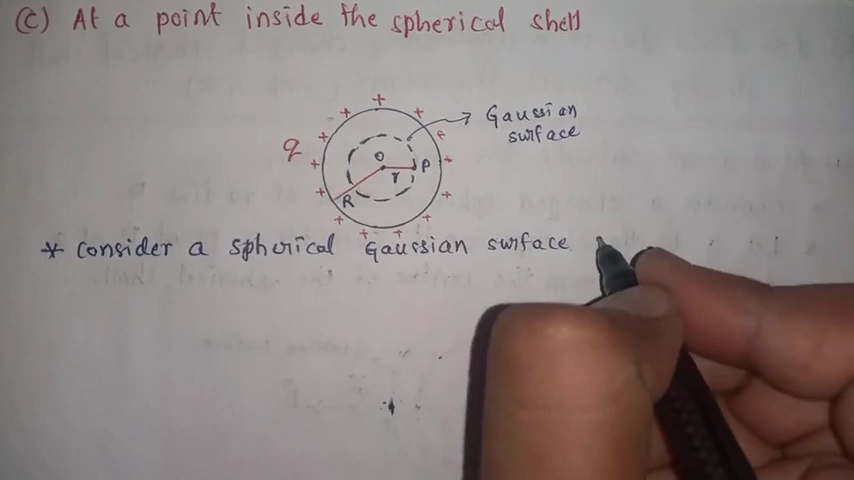 (C) At a point inside the spherical shell
Gaussian
surface
q
O
P
r
R
* Consider a spherical Gaussian surface